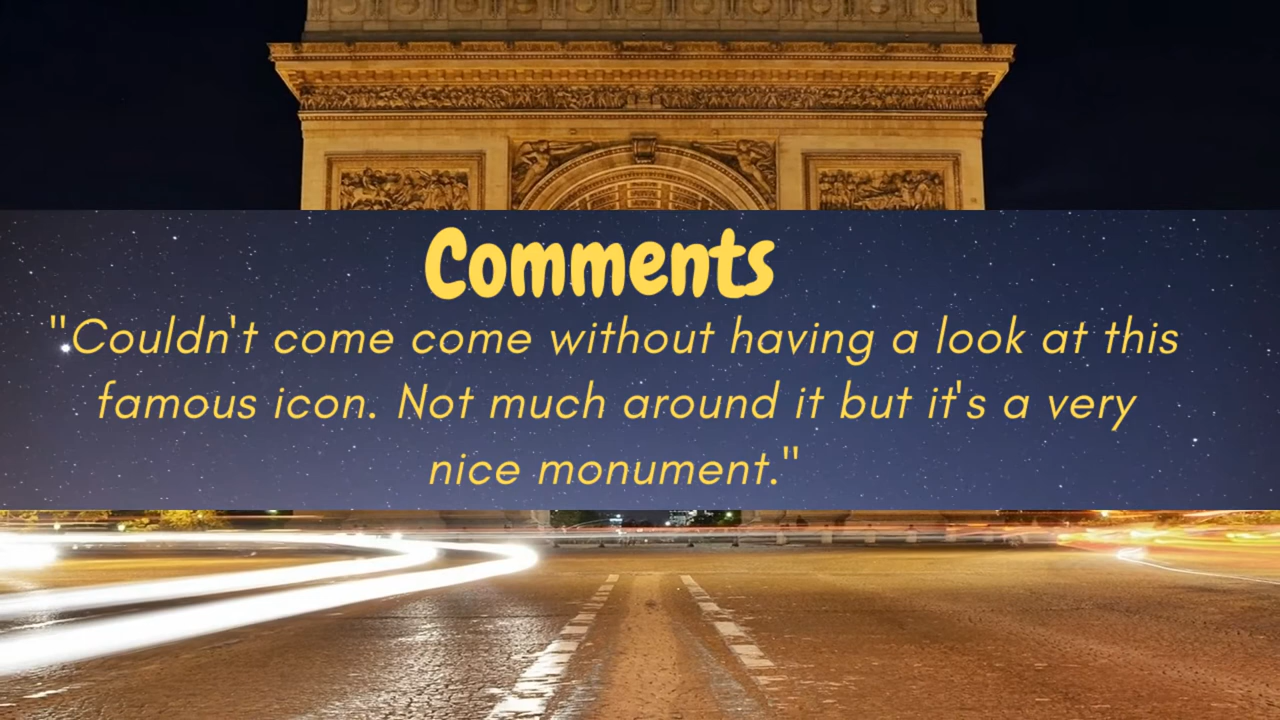 Comments
"Couldn't come come without having a look at this
famous icon. Not much around it but it's a very
nice monument."